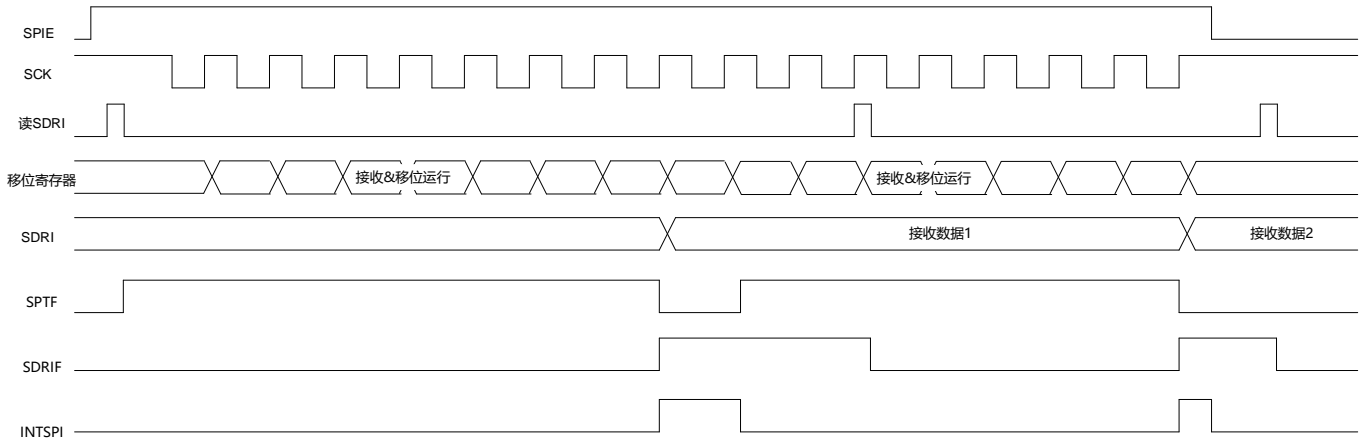 SPIE
SCK
读SDRI
移位寄存器
接收&移位运行
接收&移位运行
SDRI
接收数据1
接收数据2
SPTF
SDRIF
INTSPI